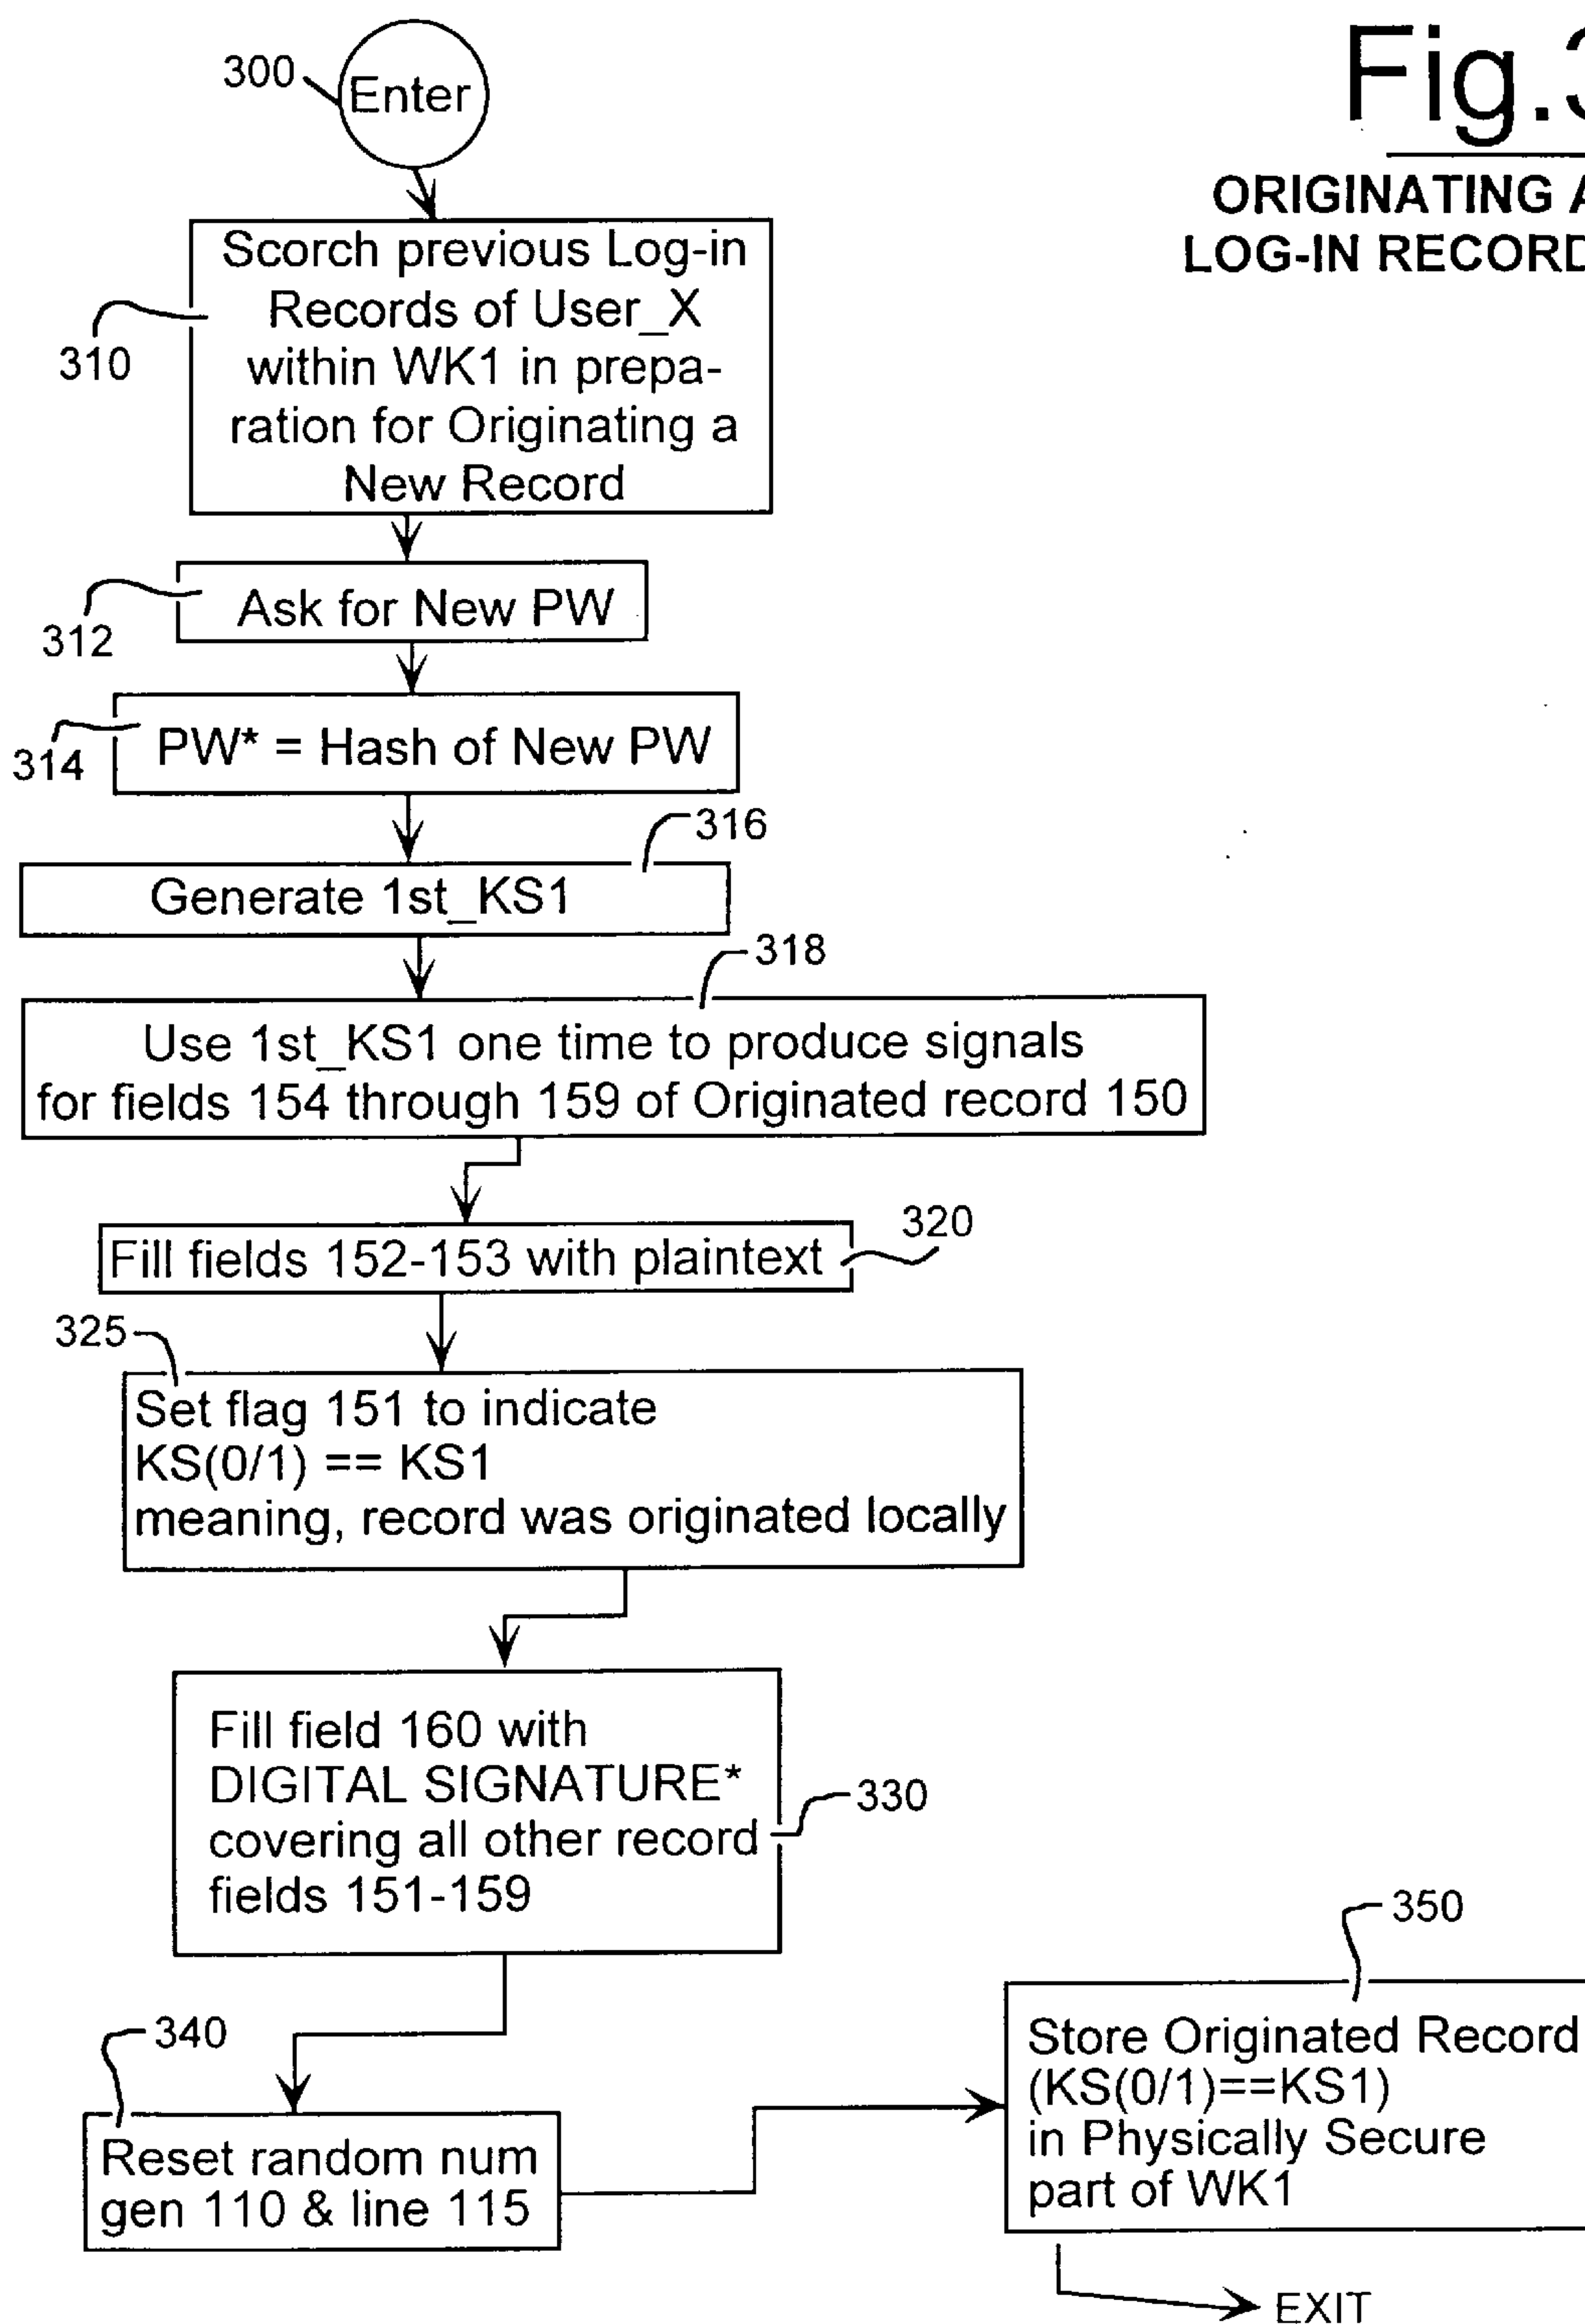 Fig.3
ORIGINATING A
LOG-IN RECORD
300
Enter
310
Scorch previous Log-in
Records of User_X
within WK1 in prepa-
ration for Originating a
New Record
312
Ask for New PW
314
PW* = Hash of New PW
316
Generate 1st_KS1
318
Use 1st_KS1 one time to produce signals
for fields 154 through 159 of Originated record 150
320
Fill fields 152-153 with plaintext
325
Set flag 151 to indicate
KS(0/1) == KS1
meaning, record was originated locally
330
Fill field 160 with
DIGITAL SIGNATURE*
covering all other record
fields 151-159
340
Reset random num
gen 110 & line 115
350
Store Originated Record
(KS(0/1)==KS1)
in Physically Secure
part of WK1
EXIT